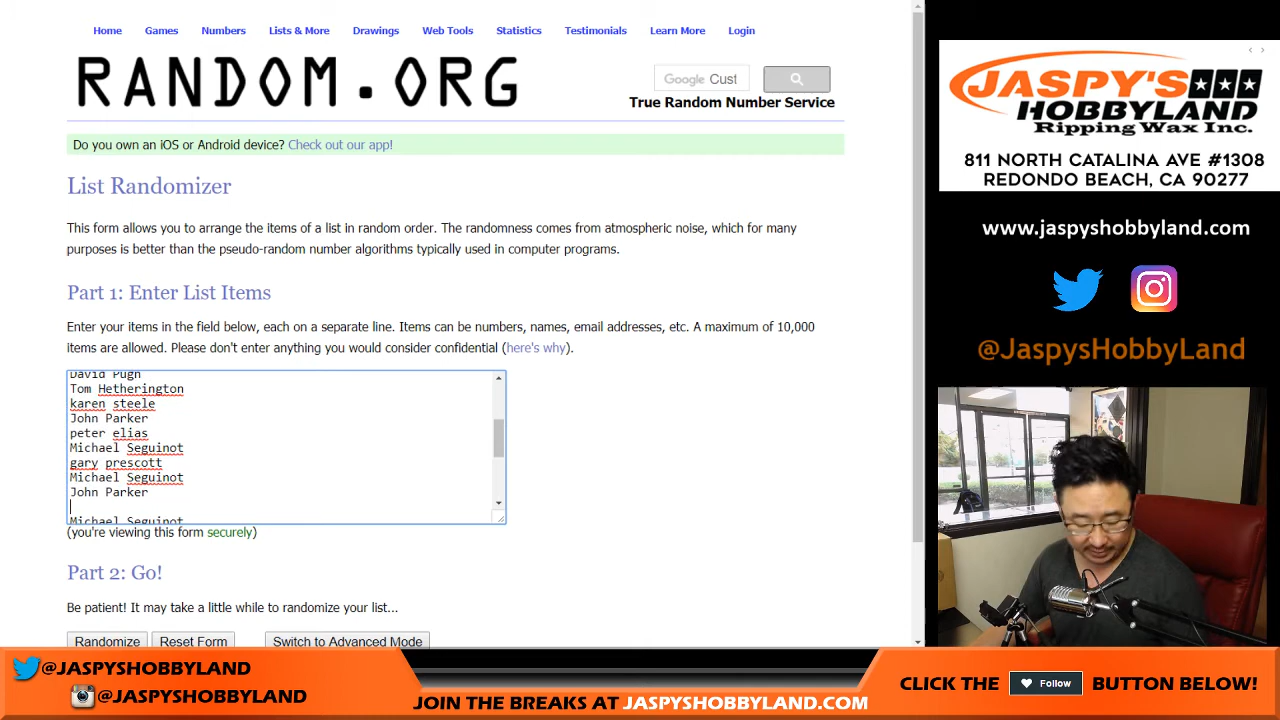 Home Games Numbers Lists & More Drawings Web Tools Statistics Testimonials Learn More Login
RANDOM.ORG
Google Cust
True Random Number Service
Do you own an iOS or Android device? Check out our app!
List Randomizer
This form allows you to arrange the items of a list in random order. The randomness comes from atmospheric noise, which for many
purposes is better than the pseudo-random number algorithms typically used in computer programs.
Part 1: Enter List Items
Enter your items in the field below, each on a separate line. Items can be numbers, names, email addresses, etc. A maximum of 10,000
items are allowed. Please don't enter anything you would consider confidential (here's why).
David Pugh
Tom Hetherington
karen steele
John Parker
peter elias
Michael Seguinot
gary prescott
Michael Seguinot
John Parker
Michael Seguinot
(you're viewing this form securely)
Part 2: Go!
Be patient! It may take a little while to randomize your list...
Randomize Reset Form Switch to Advanced Mode
JASPY'S
HOBBYLAND
Ripping Wax Inc.
811 NORTH CATALINA AVE #1308
REDONDO BEACH, CA 90277
www.jaspyshobbyland.com
@JaspysHobbyLand
@JASPYSHOBBYLAND
@JASPYSHOBBYLAND
JOIN THE BREAKS AT JASPYSHOBBYLAND.COM
CLICK THE Follow BUTTON BELOW!